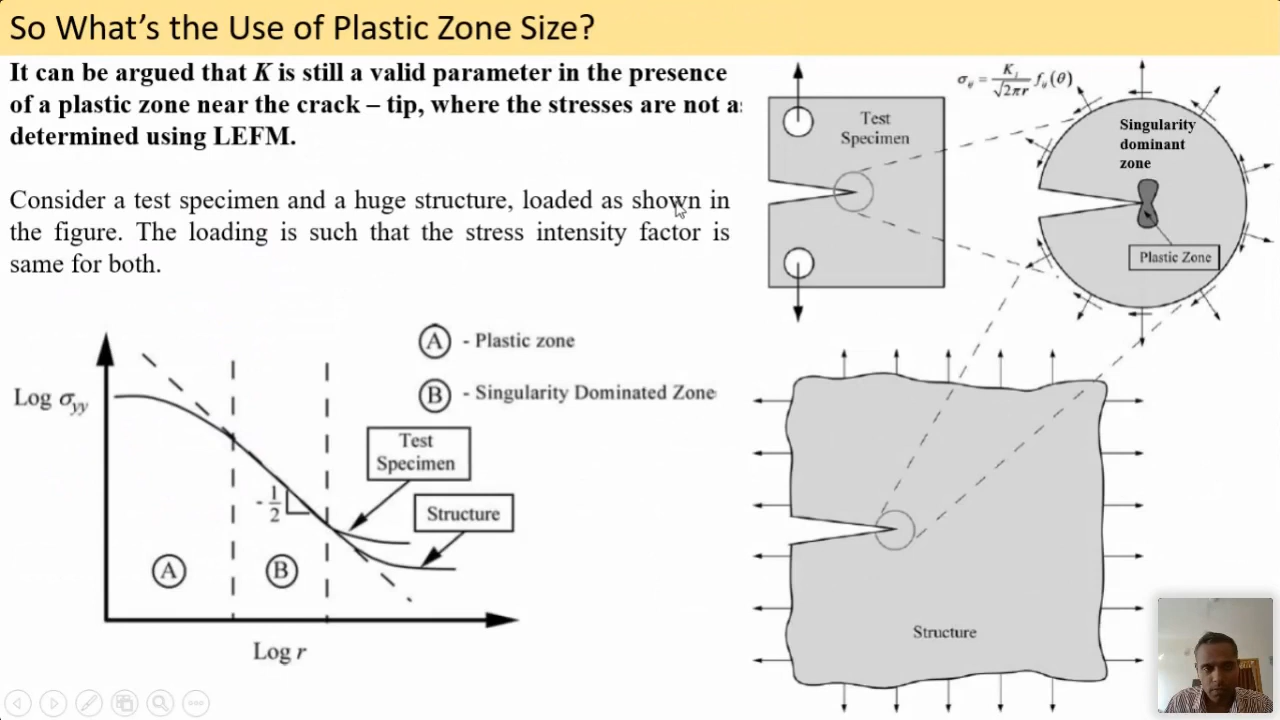 So What's the Use of Plastic Zone Size?
It can be argued that K is still a valid parameter in the presence
of a plastic zone near the crack – tip, where the stresses are not a
determined using LEFM.
Consider a test specimen and a huge structure, loaded as shown in
the figure. The loading is such that the stress intensity factor is
same for both.
Log σyy
A - Plastic zone
B - Singularity Dominated Zone
Test
Specimen
Structure
- 1/2
A
B
Log r
Test
Specimen
σij = KI/√2πr fij(θ)
Singularity
dominant
zone
Plastic Zone
Structure